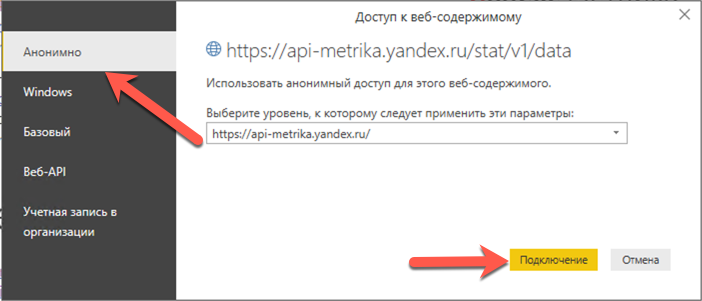 Доступ к веб-содержимому
Анонимно
Windows
Базовый
Веб-API
Учетная запись в
организации
https://api-metrika.yandex.ru/stat/v1/data
Использовать анонимный доступ для этого веб-содержимого.
Выберите уровень, к которому следует применить эти параметры:
https://api-metrika.yandex.ru/
Подключение
Отмена